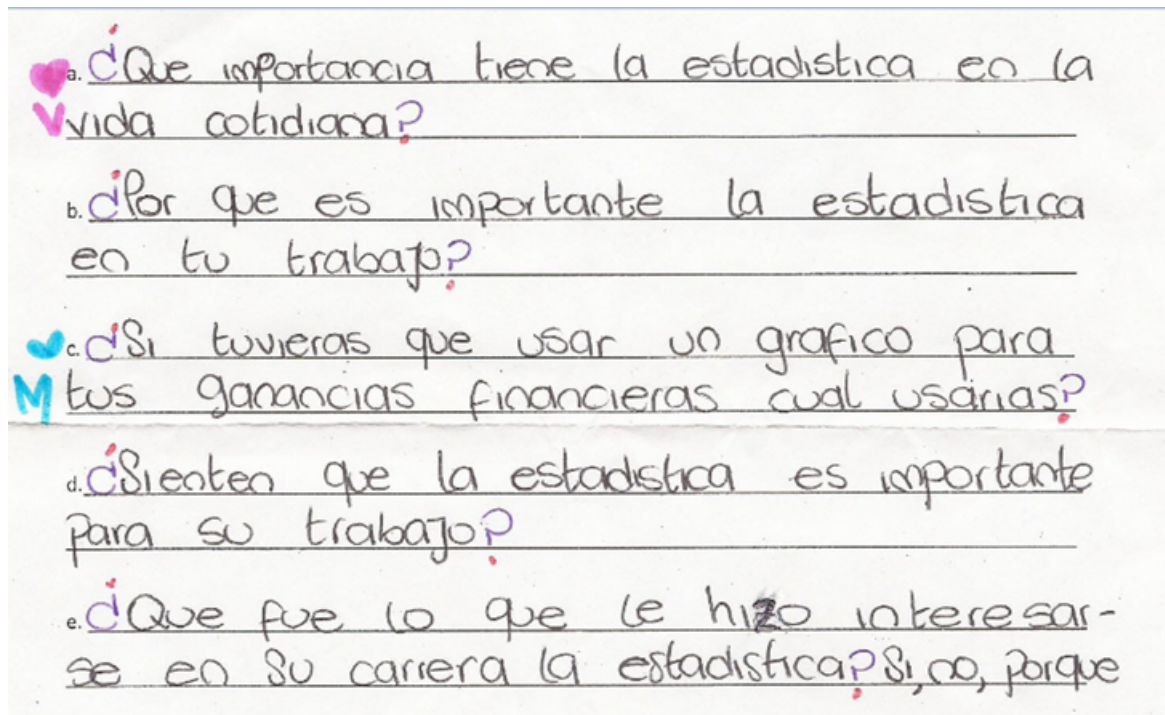 a. ¿Que importancia tiene la estadistica en la
V vida cotidiana?
b. ¿Por que es importante la estadistica
en tu trabajo?
c. ¿Si tuvieras que usar un grafico para
M tus ganancias financieras cual usárias?
d. ¿Sienten que la estadistica es importante
para su trabajo?
e. ¿Que fue lo que le hizo interesar-
se en su carrera la estadistica? Si, no, porque